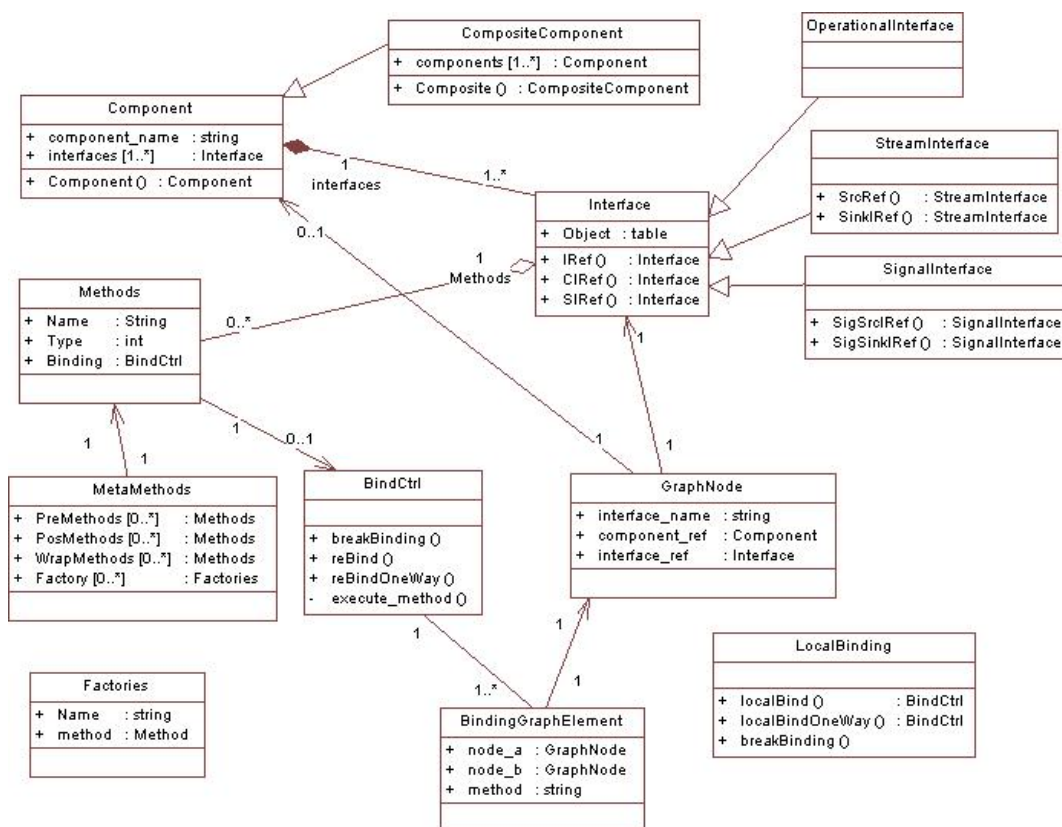 CompositeComponent
+ components [1..*] : Component
+ Composite () : CompositeComponent
OperationalInterface
Component
+ component_name : string
+ interfaces [1..*] : Interface
+ Component () : Component
1
interfaces
1..*
StreamInterface
+ SrcRef () : StreamInterface
+ SinkIRef () : StreamInterface
Interface
+ Object : table
+ IRef () : Interface
+ CIRef () : Interface
+ SIRef () : Interface
0..1
1
Methods
0..*
SignalInterface
+ SigSrcIRef () : SignalInterface
+ SigSinkIRef () : SignalInterface
Methods
+ Name : String
+ Type : int
+ Binding : BindCtrl
1
1
1
0..1
1
1
1
MetaMethods
+ PreMethods [0..*] : Methods
+ PosMethods [0..*] : Methods
+ WrapMethods [0..*] : Methods
+ Factory [0..*] : Factories
BindCtrl
+ breakBinding ()
+ reBind ()
+ reBindOneWay ()
- execute_method ()
GraphNode
+ interface_name : string
+ component_ref : Component
+ interface_ref : Interface
1
1..*
1
1
LocalBinding
+ localBind () : BindCtrl
+ localBindOneWay () : BindCtrl
+ breakBinding ()
Factories
+ Name : string
+ method : Method
BindingGraphElement
+ node_a : GraphNode
+ node_b : GraphNode
+ method : string